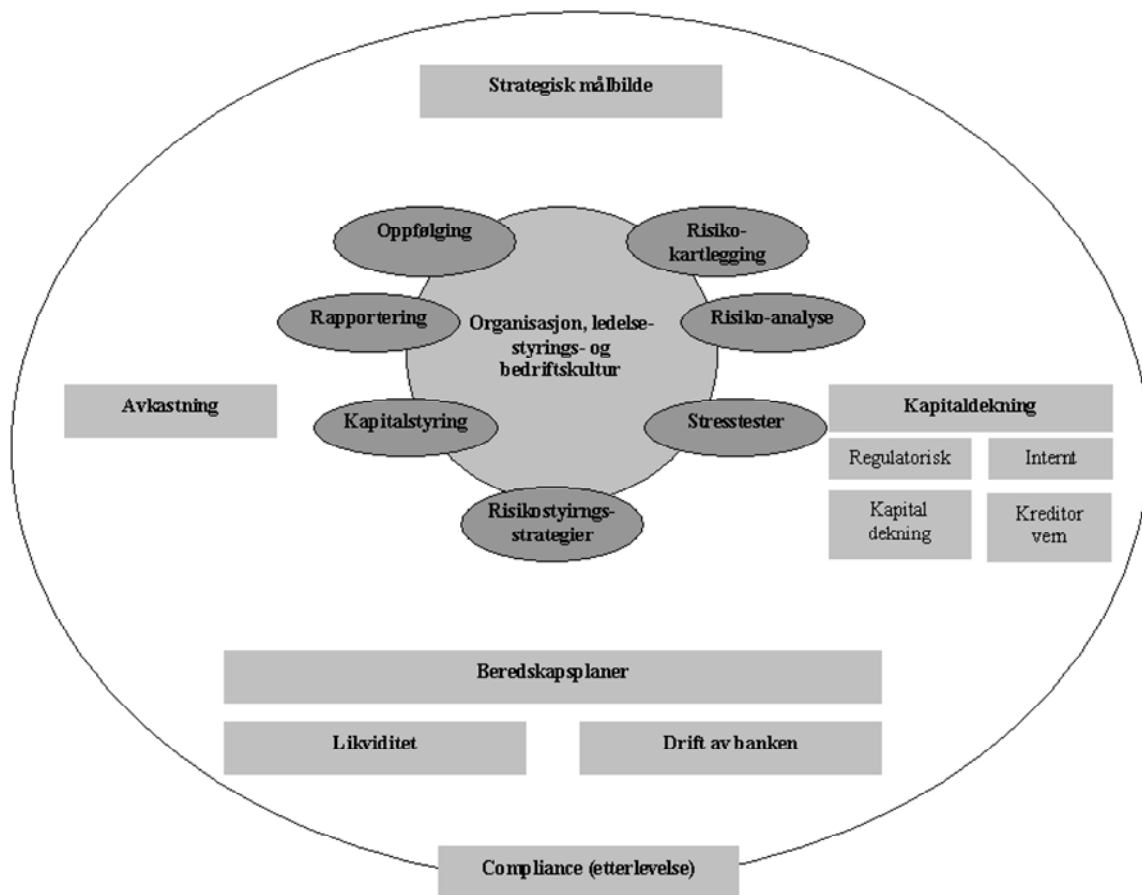 Strategisk målbilde
Oppfølging
Risiko-
kartlegging
Rapportering
Organisasjon, ledelse-
styrings- og
bedriftskultur
Risiko-analyse
Avkastning
Kapitalstyring
Stresstester
Kapitaldekning
Regulatorisk
Internt
Kapital
dekning
Kreditor
vern
Risikostyirngs-
strategier
Beredskapsplaner
Likviditet
Drift av banken
Compliance (etterlevelse)